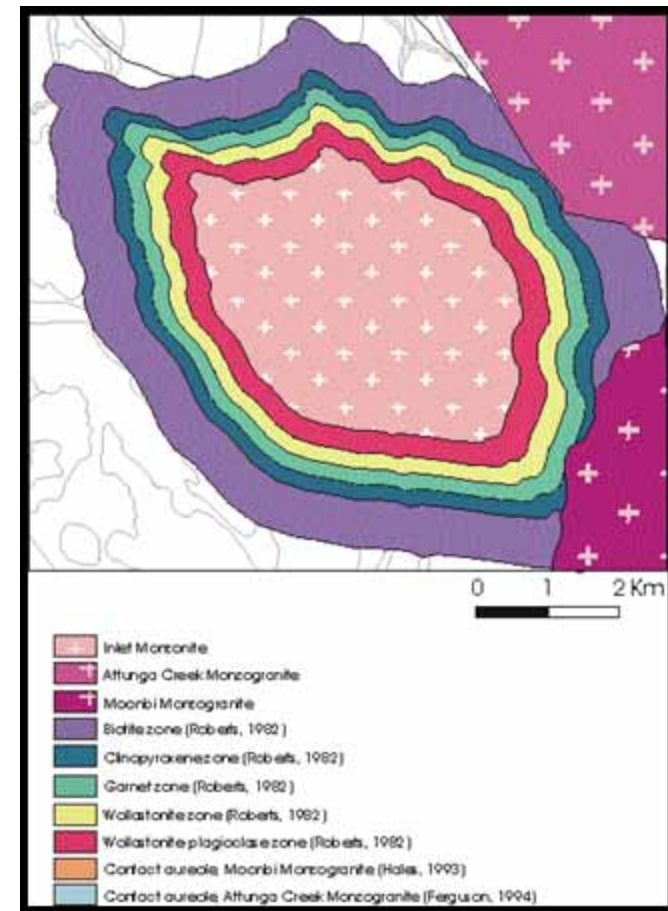 0 1 2 Km
Inlet Monzonite
Attunga Creek Monzogranite
Moonbi Monzogranite
Biotite zone (Roberts, 1982)
Clinopyroxene zone (Roberts, 1982)
Garnet zone (Roberts, 1982)
Wollastonite zone (Roberts, 1982)
Wollastonite-plagioclase zone (Roberts, 1982)
Contact aureole, Moonbi Monzogranite (Hales, 1993)
Contact aureole, Attunga Creek Monzogranite (Ferguson, 1994)